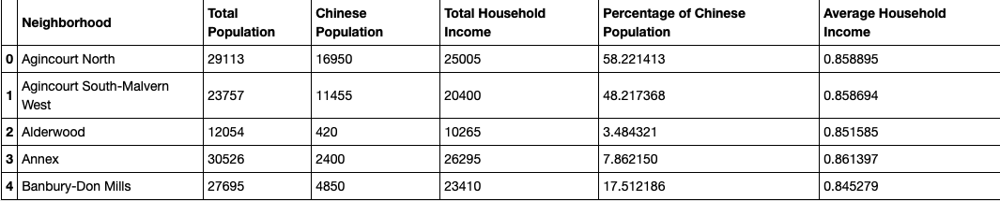 Neighborhood Total Population Chinese Population Total Household Income Percentage of Chinese Population Average Household Income
0 Agincourt North 29113 16950 25005 58.221413 0.858895
1 Agincourt South-Malvern West 23757 11455 20400 48.217368 0.858694
2 Alderwood 12054 420 10265 3.484321 0.851585
3 Annex 30526 2400 26295 7.862150 0.861397
4 Banbury-Don Mills 27695 4850 23410 17.512186 0.845279